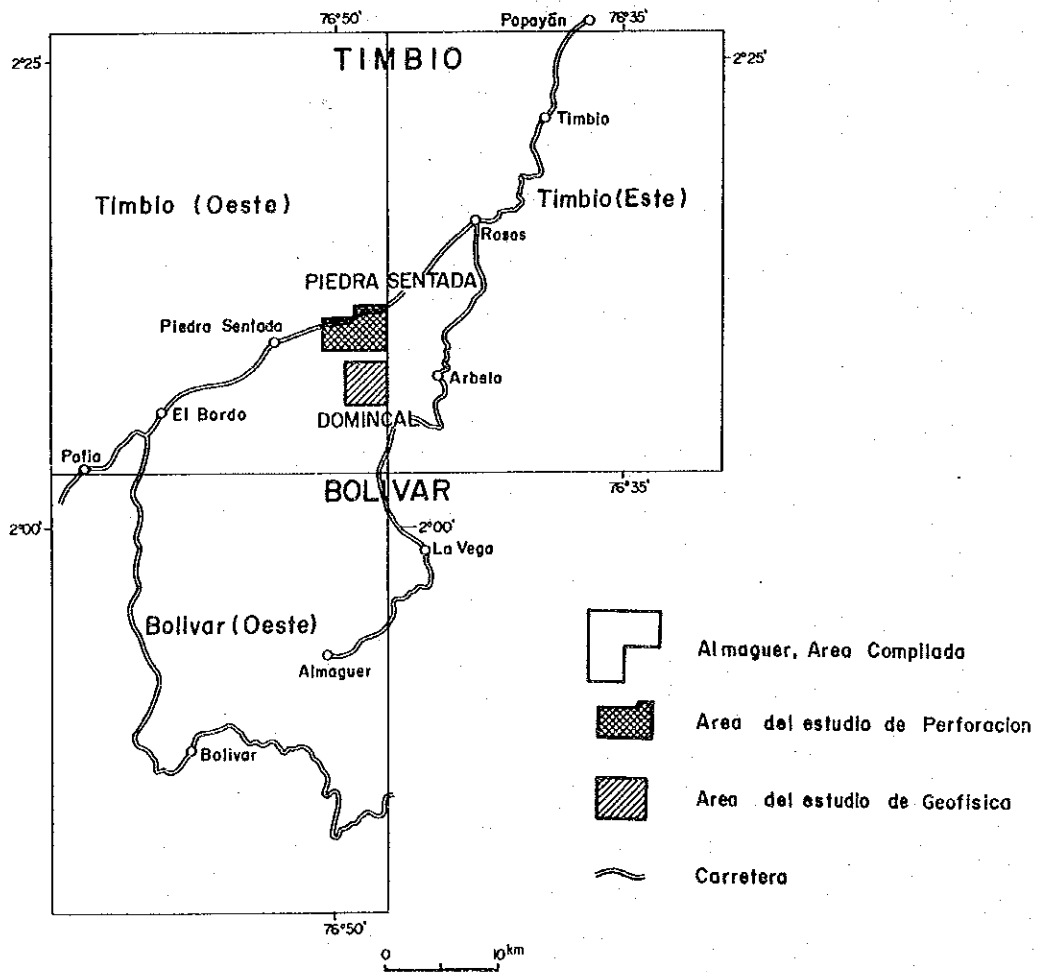 Popayán
76°50'
76°35'
2°25'
TIMBIO
2°25'
Timbio
Timbio (Oeste)
Timbio (Este)
Rosas
PIEDRA SENTADA
Piedra Sentada
Arbelo
El Bordo
DOMINCAL
Patia
BOLIVAR
76°35'
2°00'
2°00'
La Vega
Bolivar (Oeste)
Almaguer
Almaguer, Area Compilada
Area del estudio de Perforacion
Bolivar
Area del estudio de Geofísica
Carretera
76°50'
0 10km